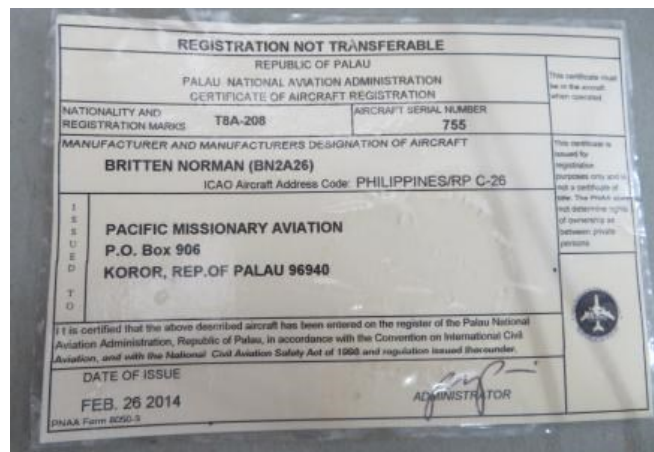 REGISTRATION NOT TRANSFERABLE
REPUBLIC OF PALAU
PALAU NATIONAL AVIATION ADMINISTRATION
CERTIFICATE OF AIRCRAFT REGISTRATION
This certificate must
be in the aircraft
when operated
NATIONALITY AND
REGISTRATION MARKS
T8A-208
AIRCRAFT SERIAL NUMBER
755
MANUFACTURER AND MANUFACTURERS DESIGNATION OF AIRCRAFT
BRITTEN NORMAN (BN2A26)
ICAO Aircraft Address Code: PHILIPPINES/RP C-26
This certificate is
issued for
registration
purposes only and is
not a certificate of
title. The PNAA
not determine rights
of ownership as
between private
persons
ISSUED TO
PACIFIC MISSIONARY AVIATION
P.O. Box 906
KOROR, REP.OF PALAU 96940
I t is certified that the above described aircraft has been entered on the register of the Palau National
Aviation Administration, Republic of Palau, in accordance with the Convention on International Civil
Aviation, and with the National Civil Aviation Safety Act of 1998 and regulation issued thereunder.
DATE OF ISSUE
FEB. 26 2014
ADMINISTRATOR
PNAA Form 8050-3